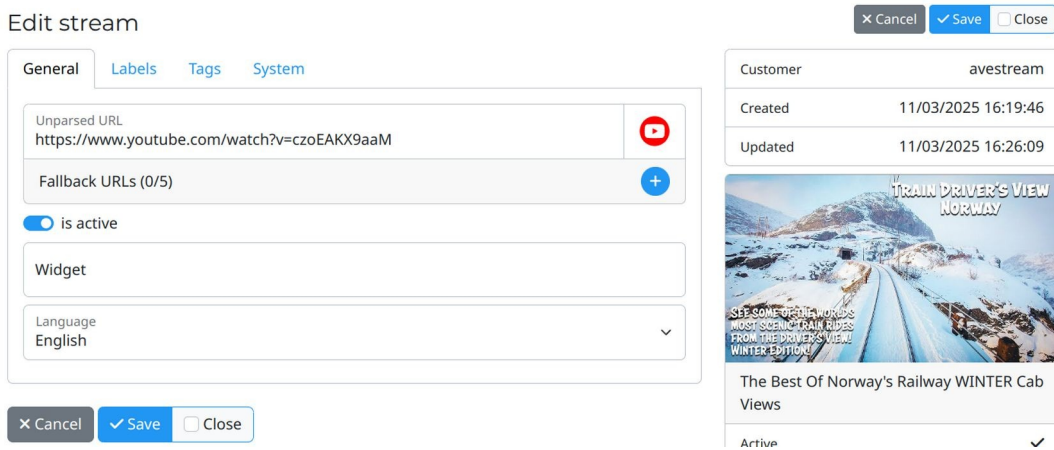 Edit stream
Cancel
Save
Close
General
Labels
Tags
System
Unparsed URL
https://www.youtube.com/watch?v=czoEAKX9aaM
Fallback URLs (0/5)
is active
Widget
Language
English
Cancel
Save
Close
Customer avestream
Created 11/03/2025 16:19:46
Updated 11/03/2025 16:26:09
TRAIN DRIVER'S VIEW
NORWAY
SEE SOME OF THE WORLDS
MOST SCENIC TRAIN RIDES
FROM THE DRIVER'S VIEW!
WINTER EDITION!
The Best Of Norway's Railway WINTER Cab
Views
Active